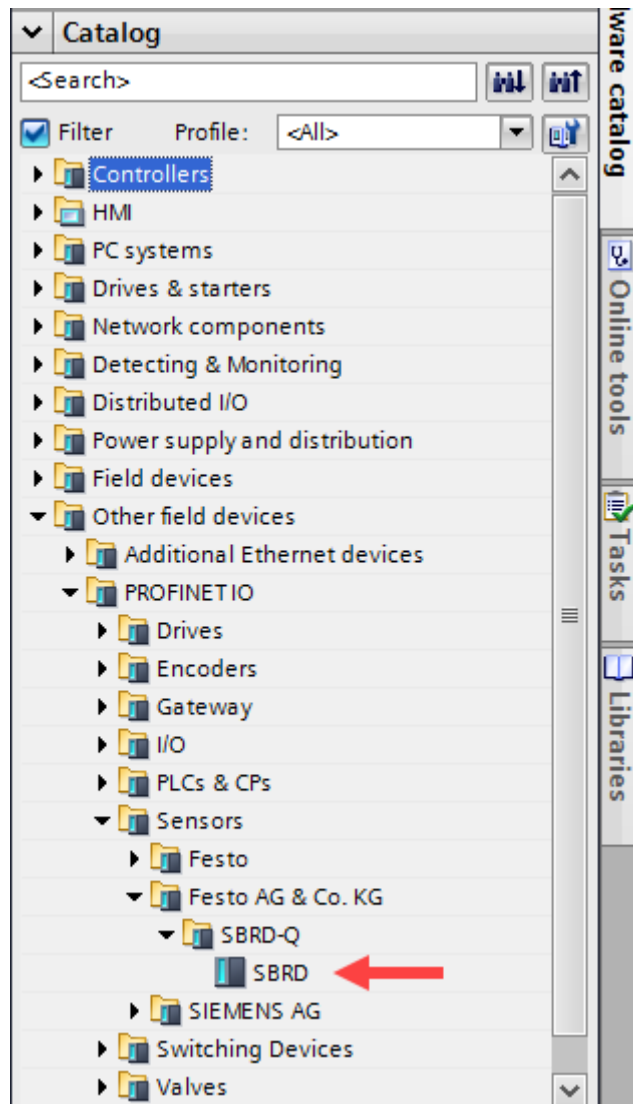 Catalog
<Search>
Filter Profile: <All>
Controllers
HMI
PC systems
Drives & starters
Network components
Detecting & Monitoring
Distributed I/O
Power supply and distribution
Field devices
Other field devices
Additional Ethernet devices
PROFINET IO
Drives
Encoders
Gateway
I/O
PLCs & CPs
Sensors
Festo
Festo AG & Co. KG
SBRD-Q
SBRD
SIEMENS AG
Switching Devices
Valves
catalog
Online tools
Tasks
Libraries